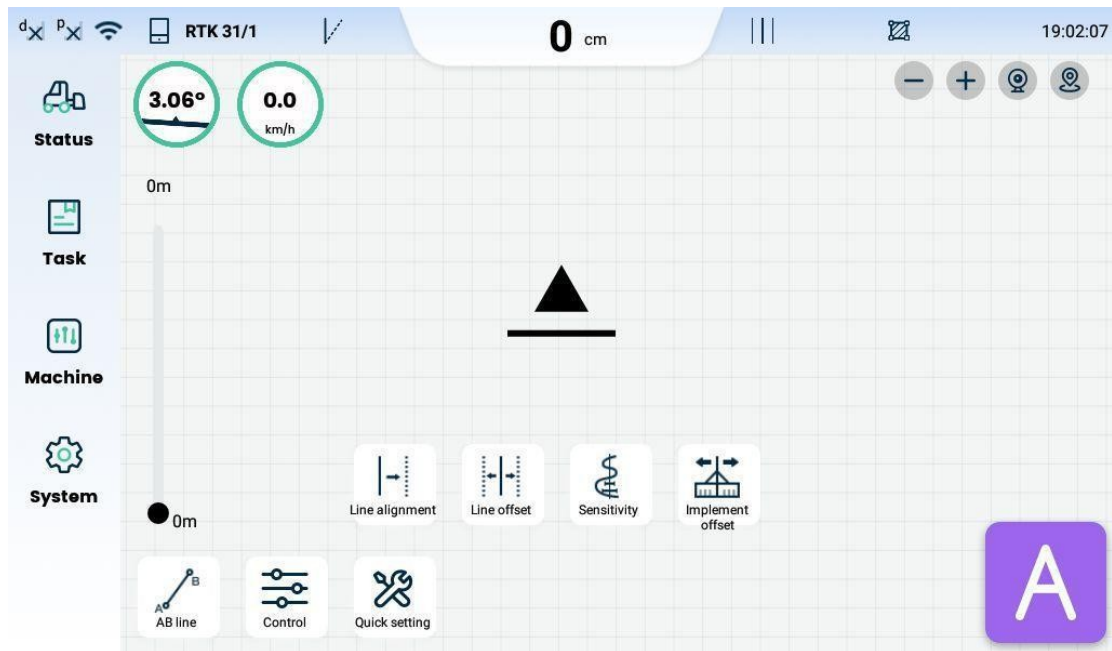 d P RTK 31/1 0 cm 19:02:07
3.06° 0.0
km/h
Status
0m
Task
Machine
System
0m
Line alignment Line offset Sensitivity Implement
offset
A B
AB line Control Quick setting
A